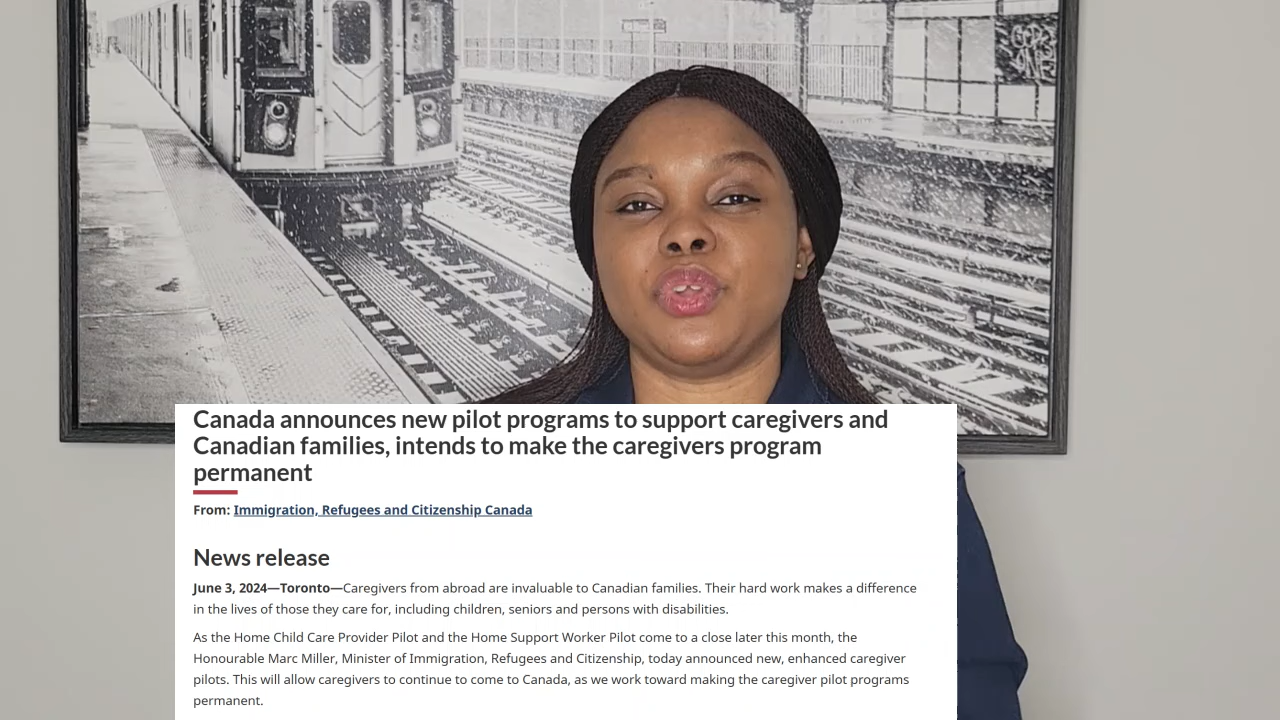 Canada announces new pilot programs to support caregivers and
Canadian families, intends to make the caregivers program
permanent
From: Immigration, Refugees and Citizenship Canada
News release
June 3, 2024—Toronto—Caregivers from abroad are invaluable to Canadian families. Their hard work makes a difference
in the lives of those they care for, including children, seniors and persons with disabilities.
As the Home Child Care Provider Pilot and the Home Support Worker Pilot come to a close later this month, the
Honourable Marc Miller, Minister of Immigration, Refugees and Citizenship, today announced new, enhanced caregiver
pilots. This will allow caregivers to continue to come to Canada, as we work toward making the caregiver pilot programs
permanent.